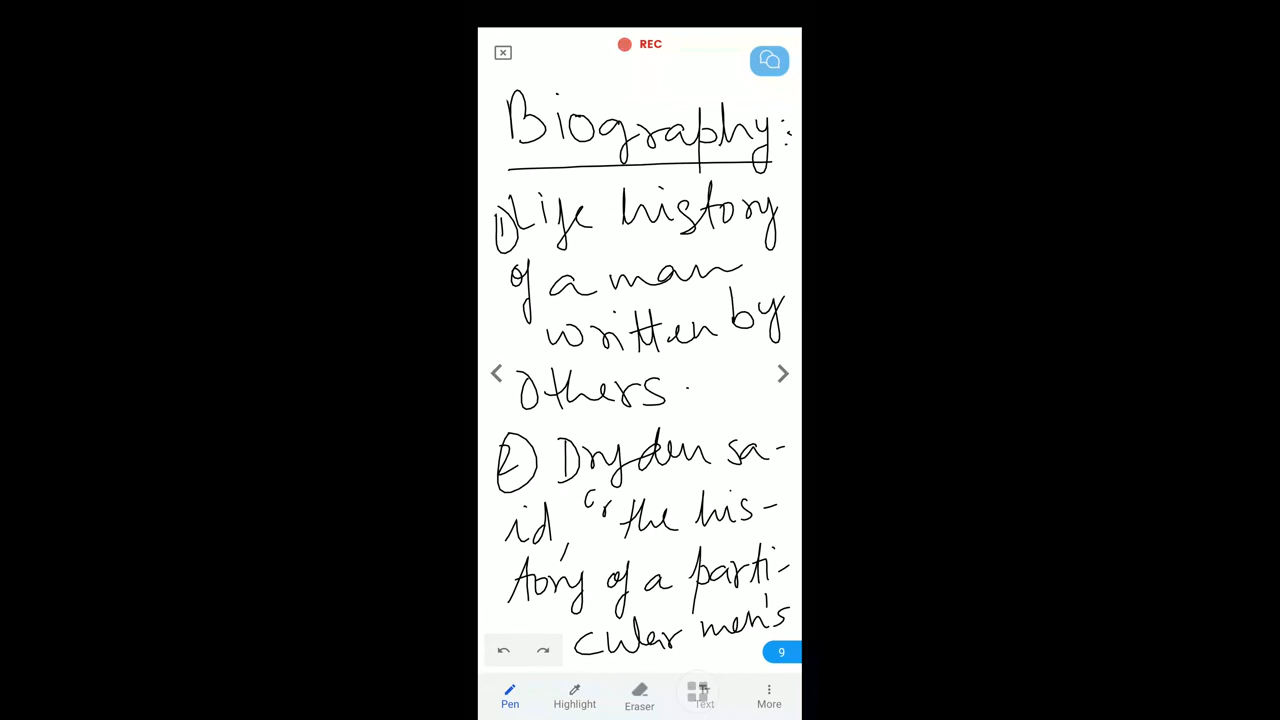 REC
Biography:
① Life history
of a man
written by
others.
② Dryden sa-
id, "the his-
tory of a parti-
cular men's
9
Pen Highlight Eraser Text More